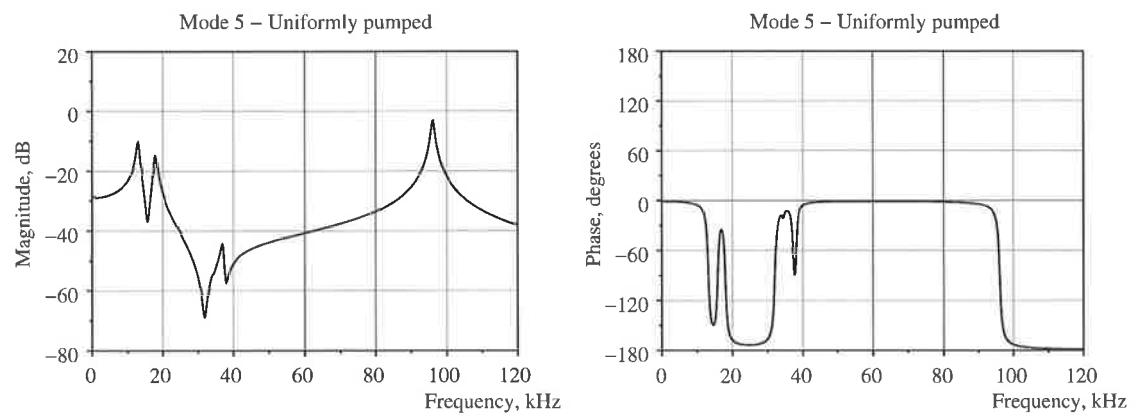 Mode 5 – Uniformly pumped
20
0
−20
−40
−60
−80
Magnitude, dB
0 20 40 60 80 100 120
Frequency, kHz
Mode 5 – Uniformly pumped
180
120
60
0
−60
−120
−180
Phase, degrees
0 20 40 60 80 100 120
Frequency, kHz